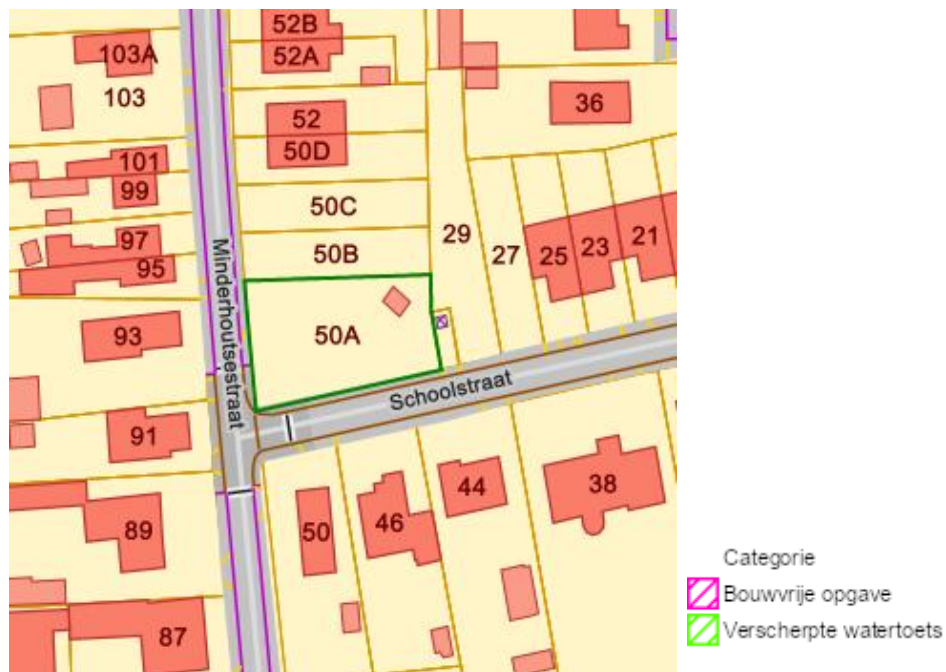 52B
103A
52A
103
36
52
101
50D
99
50C
29
97
50B
27
25
23
21
95
Minderhoutsestraat
93
50A
Schoolstraat
91
44
38
50
46
89
87
Categorie
Bouwvrije opgave
Verscherpte watertoets